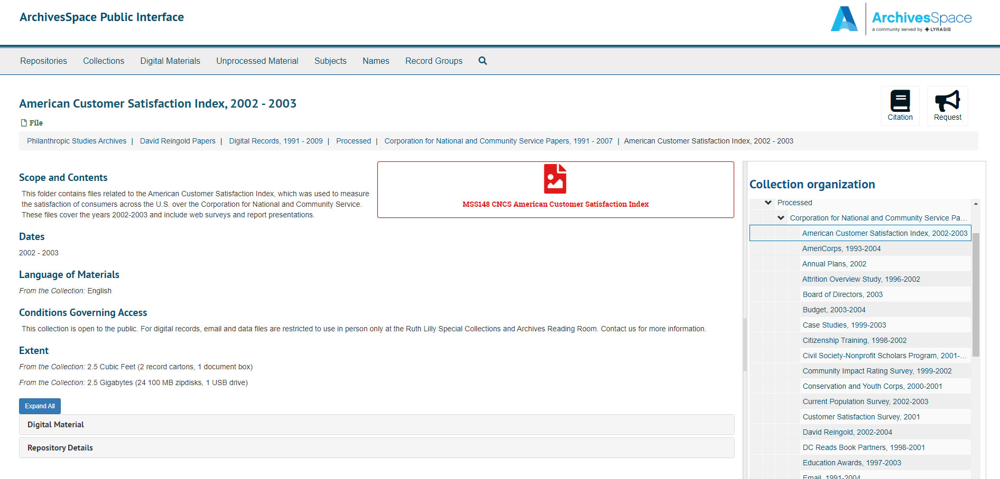 ArchivesSpace Public Interface
ArchivesSpace
a community served by LYRASIS
Repositories Collections Digital Materials Unprocessed Material Subjects Names Record Groups
American Customer Satisfaction Index, 2002 - 2003
File
Citation
Request
Philanthropic Studies Archives | David Reingold Papers | Digital Records, 1991 - 2009 | Processed | Corporation for National and Community Service Papers, 1991 - 2007 | American Customer Satisfaction Index, 2002 - 2003
Scope and Contents
This folder contains files related to the American Customer Satisfaction Index, which was used to measure
the satisfaction of consumers across the U.S. over the Corporation for National and Community Service.
These files cover the years 2002-2003 and include web surveys and report presentations.
MSS148 CNCS American Customer Satisfaction Index
Dates
2002 - 2003
Language of Materials
From the Collection: English
Conditions Governing Access
This collection is open to the public. For digital records, email and data files are restricted to use in person only at the Ruth Lilly Special Collections and Archives Reading Room. Contact us for more information.
Extent
From the Collection: 2.5 Cubic Feet (2 record cartons, 1 document box)
From the Collection: 2.5 Gigabytes (24 100 MB zipdisks, 1 USB drive)
Expand All
Digital Material
Repository Details
Collection organization
Processed
Corporation for National and Community Service Pa...
American Customer Satisfaction Index, 2002-2003
AmeriCorps, 1993-2004
Annual Plans, 2002
Attrition Overview Study, 1996-2002
Board of Directors, 2003
Budget, 2003-2004
Case Studies, 1999-2003
Citizenship Training, 1998-2002
Civil Society-Nonprofit Scholars Program, 2001-...
Community Impact Rating Survey, 1999-2002
Conservation and Youth Corps, 2000-2001
Current Population Survey, 2002-2003
Customer Satisfaction Survey, 2001
David Reingold, 2002-2004
DC Reads Book Partners, 1998-2001
Education Awards, 1997-2003
Email, 1991-2004